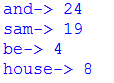 and-> 24
sam-> 19
be-> 4
house-> 8